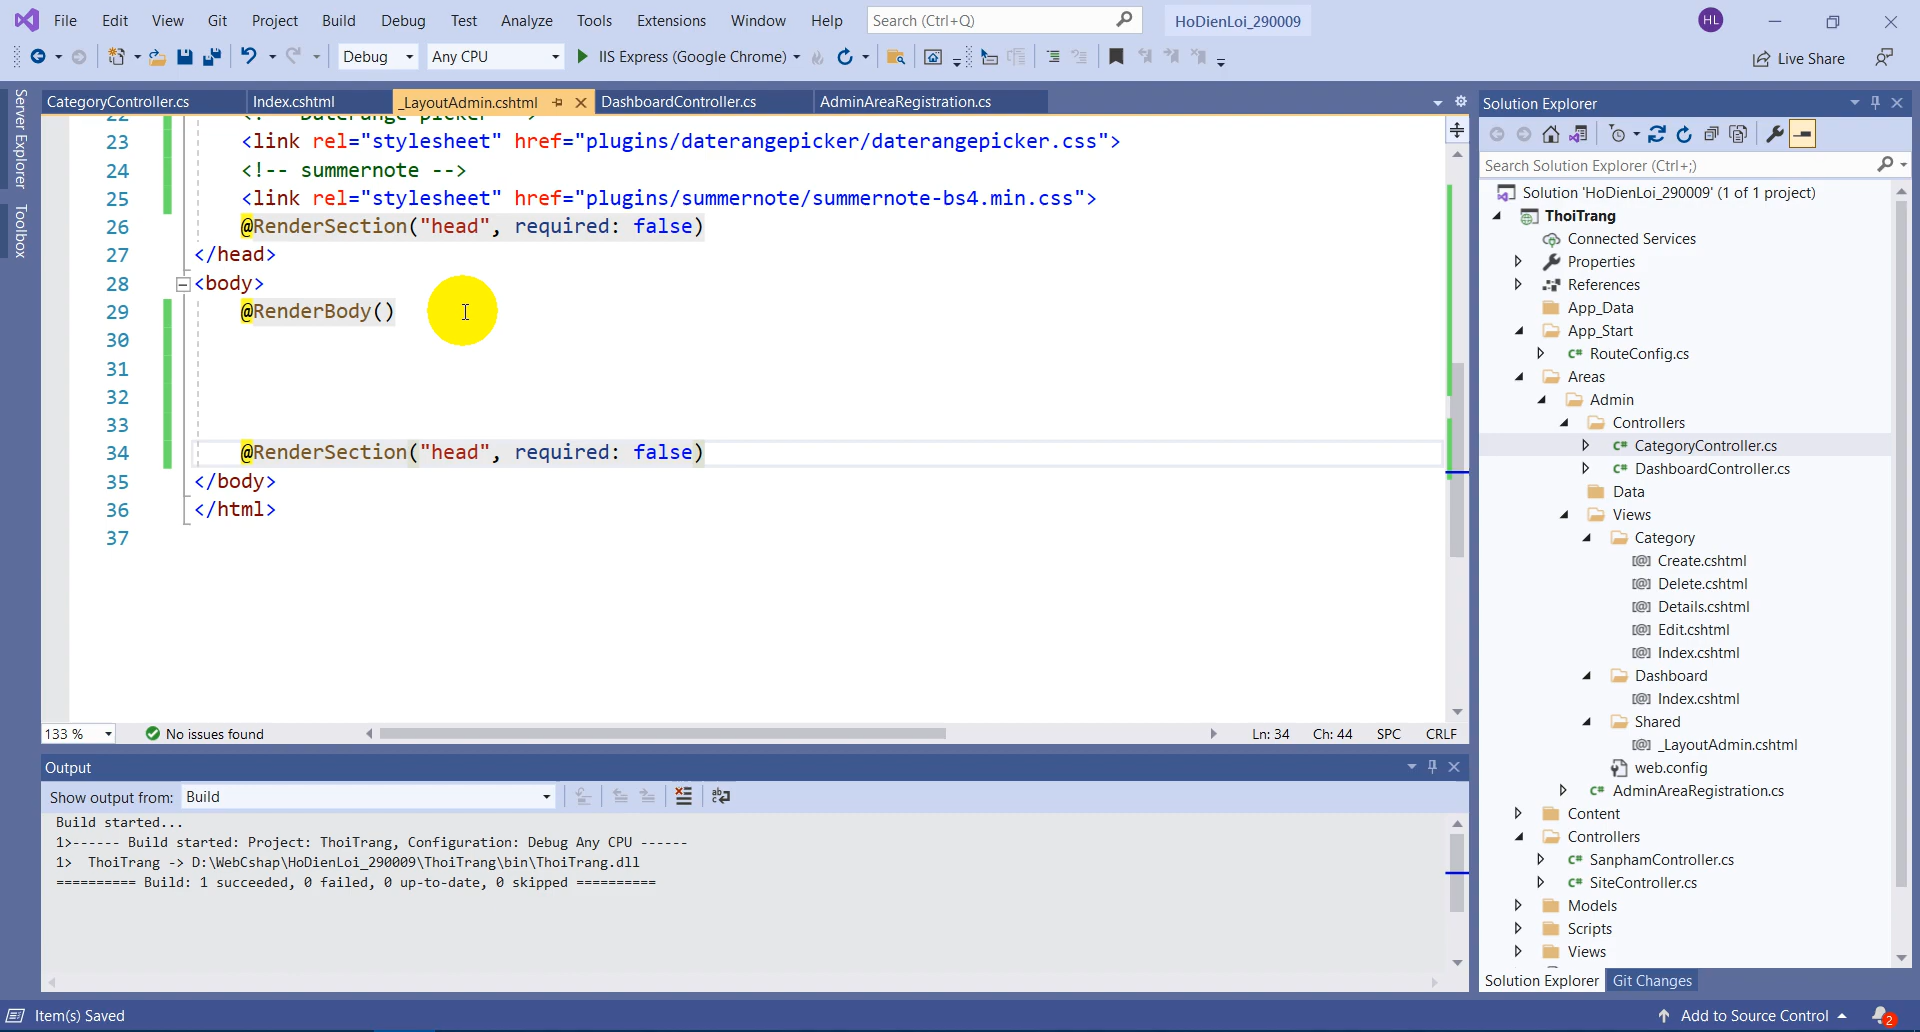 File Edit View Git Project Build Debug Test Analyze Tools Extensions Window Help Search (Ctrl+Q) HoDienLoi_290009 HL
Debug Any CPU IIS Express (Google Chrome) Live Share
Server Explorer
Toolbox
CategoryController.cs Index.cshtml _LayoutAdmin.cshtml DashboardController.cs AdminAreaRegistration.cs
22 <!-- Daterange picker -->
23 <link rel="stylesheet" href="plugins/daterangepicker/daterangepicker.css">
24 <!-- summernote -->
25 <link rel="stylesheet" href="plugins/summernote/summernote-bs4.min.css">
26 @RenderSection("head", required: false)
27 </head>
28 <body>
29 @RenderBody()
30
31
32
33
34 @RenderSection("head", required: false)
35 </body>
36 </html>
37
133 % No issues found Ln: 34 Ch: 44 SPC CRLF
Output
Show output from: Build
Build started...
1>------ Build started: Project: ThoiTrang, Configuration: Debug Any CPU ------
1> ThoiTrang -> D:\WebCshap\HoDienLoi_290009\ThoiTrang\bin\ThoiTrang.dll
========== Build: 1 succeeded, 0 failed, 0 up-to-date, 0 skipped ==========
Solution Explorer
Search Solution Explorer (Ctrl+;)
Solution 'HoDienLoi_290009' (1 of 1 project)
ThoiTrang
Connected Services
Properties
References
App_Data
App_Start
C# RouteConfig.cs
Areas
Admin
Controllers
C# CategoryController.cs
C# DashboardController.cs
Data
Views
Category
[@] Create.cshtml
[@] Delete.cshtml
[@] Details.cshtml
[@] Edit.cshtml
[@] Index.cshtml
Dashboard
[@] Index.cshtml
Shared
[@] _LayoutAdmin.cshtml
web.config
C# AdminAreaRegistration.cs
Content
Controllers
C# SanphamController.cs
C# SiteController.cs
Models
Scripts
Views
Solution Explorer Git Changes
Item(s) Saved Add to Source Control 2